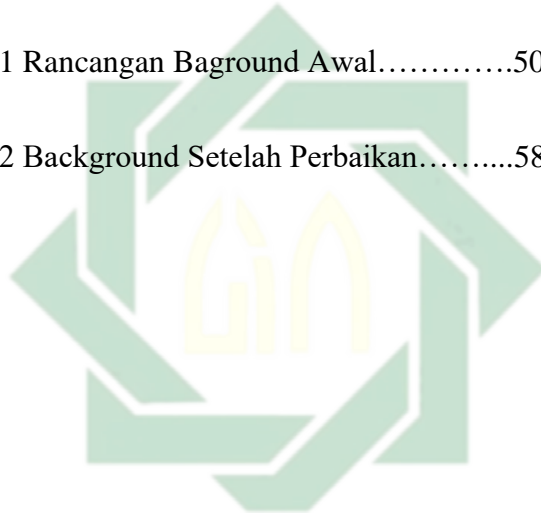 1 Rancangan Baground Awal………….50
2 Background Setelah Perbaikan……....58